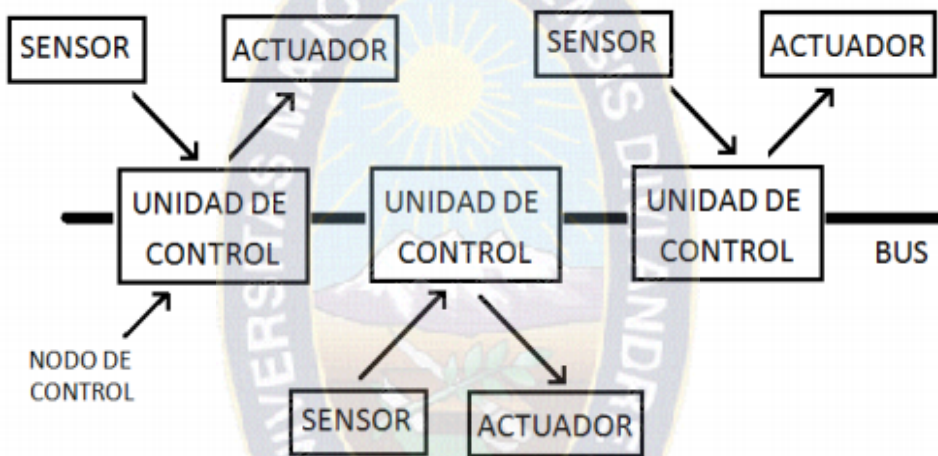 SENSOR
ACTUADOR
SENSOR
ACTUADOR
UNIDAD DE
CONTROL
UNIDAD DE
CONTROL
UNIDAD DE
CONTROL
BUS
NODO DE
CONTROL
SENSOR
ACTUADOR